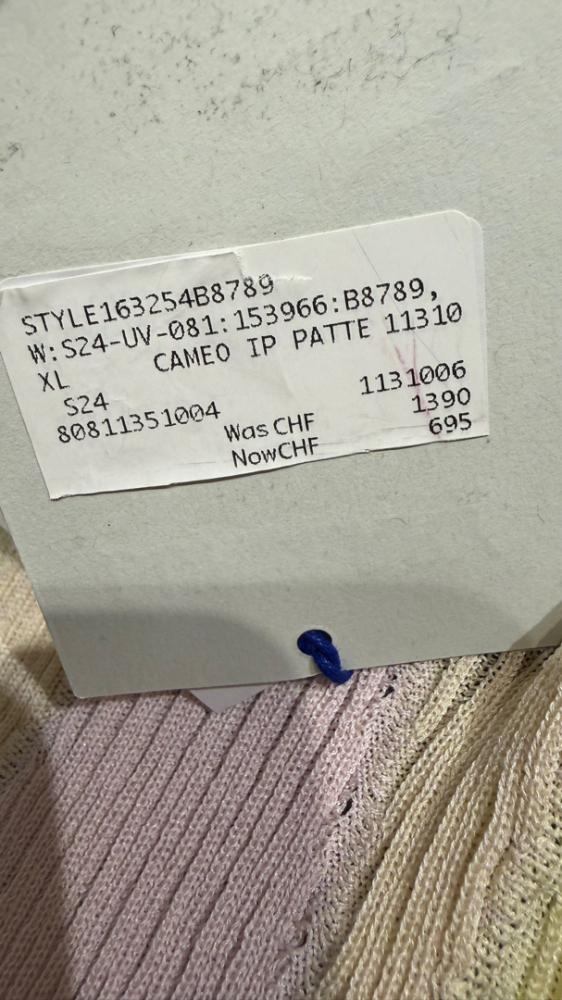 STYLE163254B8789
W:S24-UV-081:153966:B8789,
XL CAMEO IP PATTE 11310
S24 1131006
80811351004 1390
Was CHF 695
NowCHF